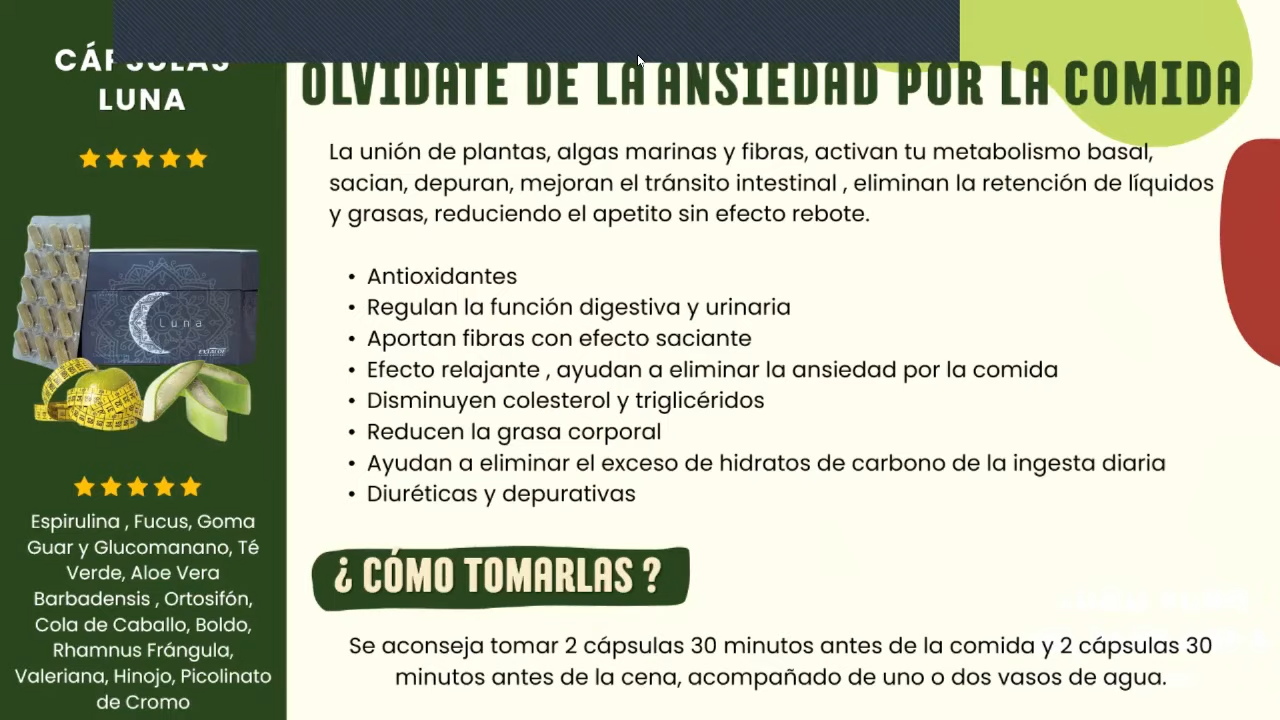 CÁPSULAS
LUNA
Luna
Espirulina , Fucus, Goma
Guar y Glucomanano, Té
Verde, Aloe Vera
Barbadensis , Ortosifón,
Cola de Caballo, Boldo,
Rhamnus Frángula,
Valeriana, Hinojo, Picolinato
de Cromo
OLVIDATE DE LA ANSIEDAD POR LA COMIDA
La unión de plantas, algas marinas y fibras, activan tu metabolismo basal,
sacian, depuran, mejoran el tránsito intestinal , eliminan la retención de líquidos
y grasas, reduciendo el apetito sin efecto rebote.
• Antioxidantes
• Regulan la función digestiva y urinaria
• Aportan fibras con efecto saciante
• Efecto relajante , ayudan a eliminar la ansiedad por la comida
• Disminuyen colesterol y triglicéridos
• Reducen la grasa corporal
• Ayudan a eliminar el exceso de hidratos de carbono de la ingesta diaria
• Diuréticas y depurativas
¿ CÓMO TOMARLAS ?
Se aconseja tomar 2 cápsulas 30 minutos antes de la comida y 2 cápsulas 30
minutos antes de la cena, acompañado de uno o dos vasos de agua.